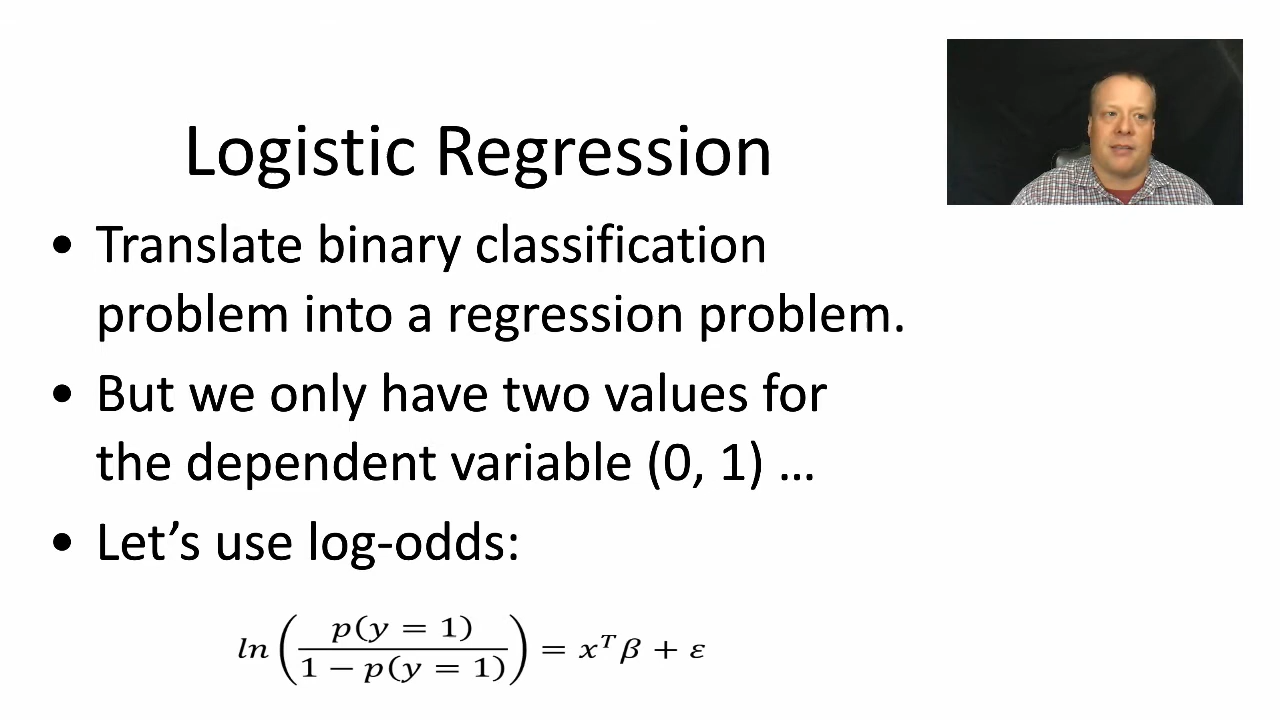 Logistic Regression
• Translate binary classification
problem into a regression problem.
• But we only have two values for
the dependent variable (0, 1) …
• Let’s use log-odds:
ln(p(y = 1) / 1 − p(y = 1)) = xᵀβ + ε